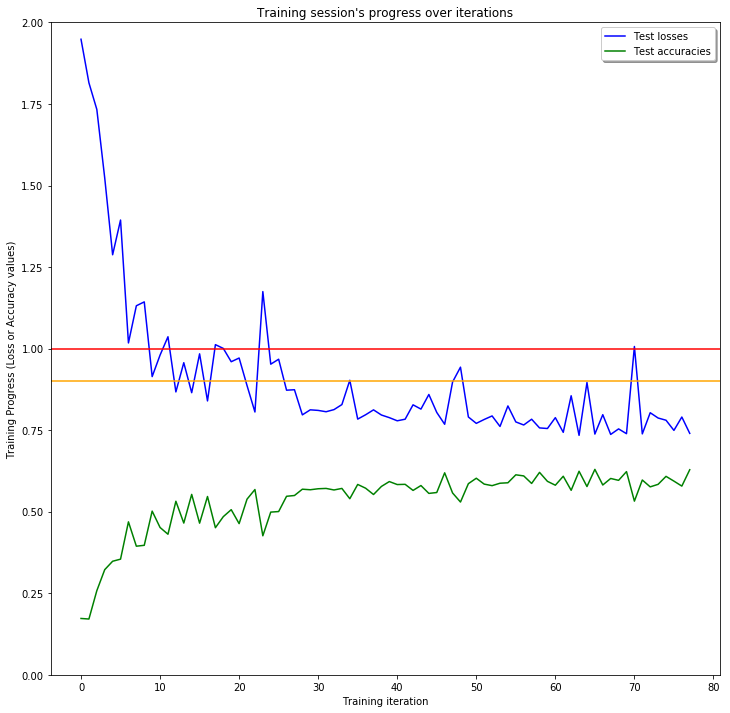 Training session's progress over iterations
Test losses
Test accuracies
Training Progress (Loss or Accuracy values)
2.00
1.75
1.50
1.25
1.00
0.75
0.50
0.25
0.00
0 10 20 30 40 50 60 70 80
Training iteration